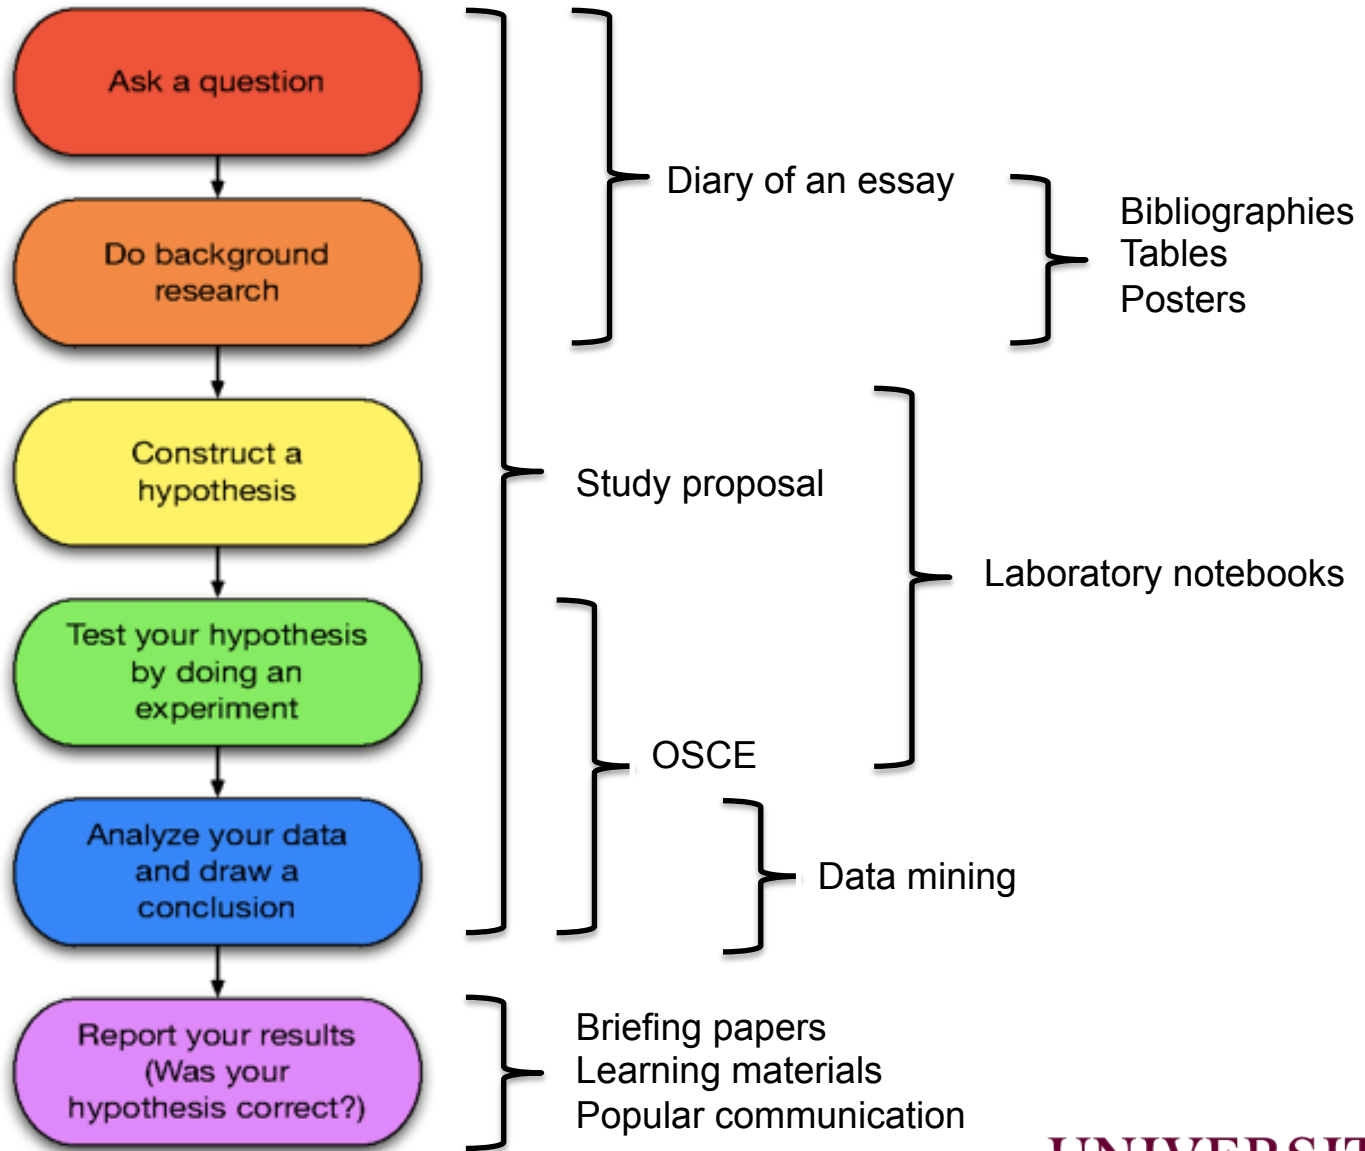 Ask a question
Do background
research
Construct a
hypothesis
Test your hypothesis
by doing an
experiment
Analyze your data
and draw a
conclusion
Report your results
(Was your
hypothesis correct?)
Diary of an essay
Bibliographies
Tables
Posters
Study proposal
Laboratory notebooks
OSCE
Data mining
Briefing papers
Learning materials
Popular communication